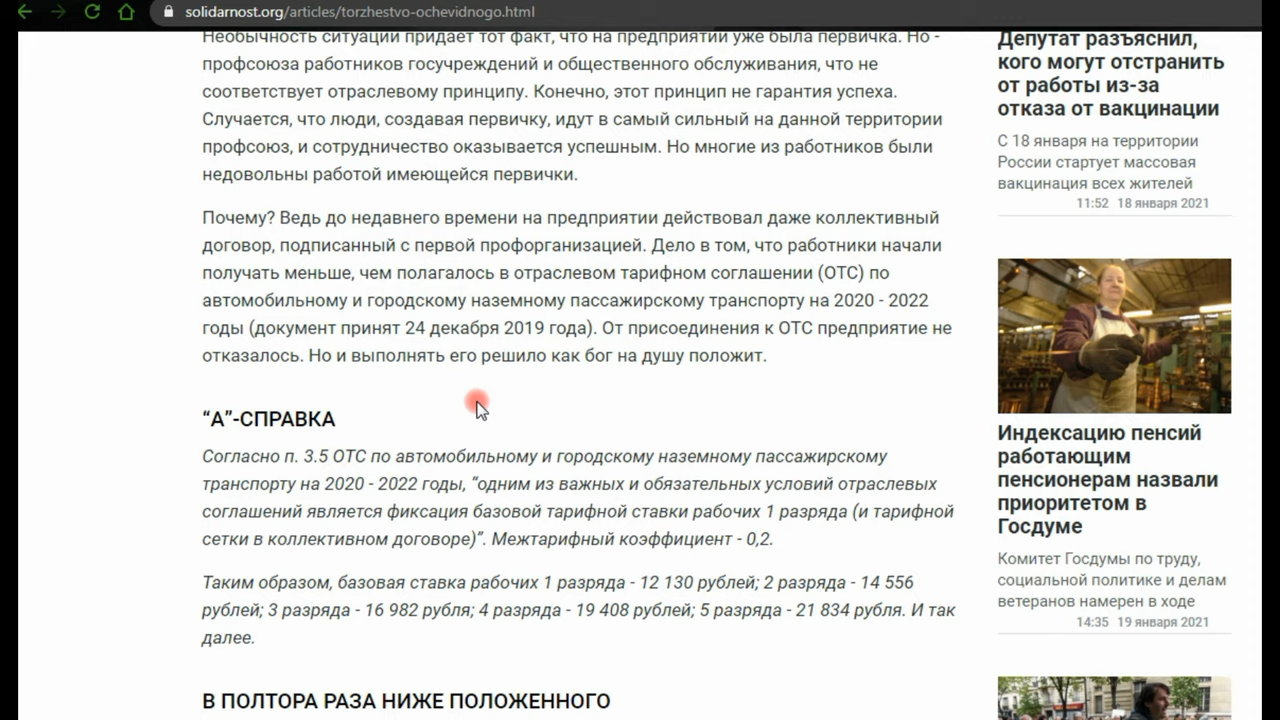 solidarnost.org/articles/torzhestvo-ochevidnogo.html
Необычность ситуации придает тот факт, что на предприятии уже была первичка. Но -
профсоюза работников госучреждений и общественного обслуживания, что не
соответствует отраслевому принципу. Конечно, этот принцип не гарантия успеха.
Случается, что люди, создавая первичку, идут в самый сильный на данной территории
профсоюз, и сотрудничество оказывается успешным. Но многие из работников были
недовольны работой имеющейся первички.
Почему? Ведь до недавнего времени на предприятии действовал даже коллективный
договор, подписанный с первой профорганизацией. Дело в том, что работники начали
получать меньше, чем полагалось в отраслевом тарифном соглашении (ОТС) по
автомобильному и городскому наземному пассажирскому транспорту на 2020 - 2022
годы (документ принят 24 декабря 2019 года). От присоединения к ОТС предприятие не
отказалось. Но и выполнять его решило как бог на душу положит.
“А”-СПРАВКА
Согласно п. 3.5 ОТС по автомобильному и городскому наземному пассажирскому
транспорту на 2020 - 2022 годы, “одним из важных и обязательных условий отраслевых
соглашений является фиксация базовой тарифной ставки рабочих 1 разряда (и тарифной
сетки в коллективном договоре)”. Межтарифный коэффициент - 0,2.
Таким образом, базовая ставка рабочих 1 разряда - 12 130 рублей; 2 разряда - 14 556
рублей; 3 разряда - 16 982 рубля; 4 разряда - 19 408 рублей; 5 разряда - 21 834 рубля. И так
далее.
В ПОЛТОРА РАЗА НИЖЕ ПОЛОЖЕННОГО
Депутат разъяснил,
кого могут отстранить
от работы из-за
отказа от вакцинации
С 18 января на территории
России стартует массовая
вакцинация всех жителей
11:52 18 января 2021
Индексацию пенсий
работающим
пенсионерам назвали
приоритетом в
Госдуме
Комитет Госдумы по труду,
социальной политике и делам
ветеранов намерен в ходе
14:35 19 января 2021